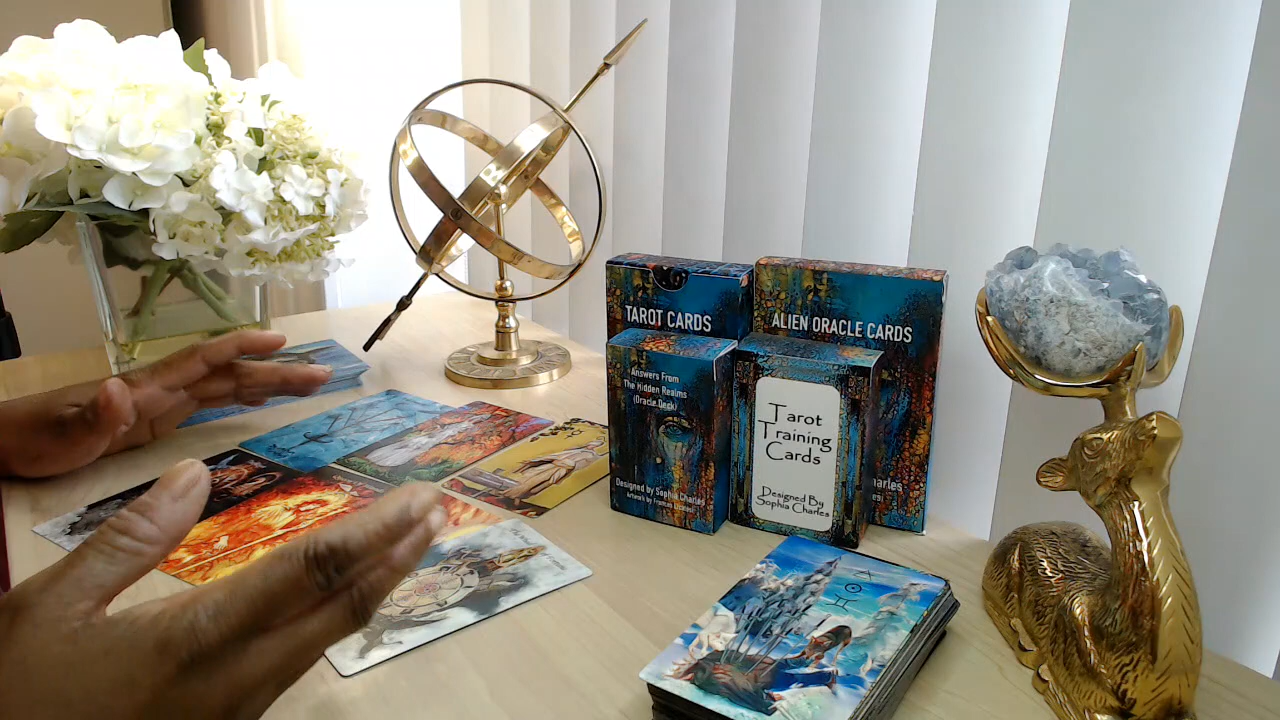 TAROT CARDS
ALIEN ORACLE CARDS
Answers From
The Hidden Realms
(Oracle Deck)
Designed by Sophia Charles
Tarot
Training
Cards
Designed By
Sophia Charles